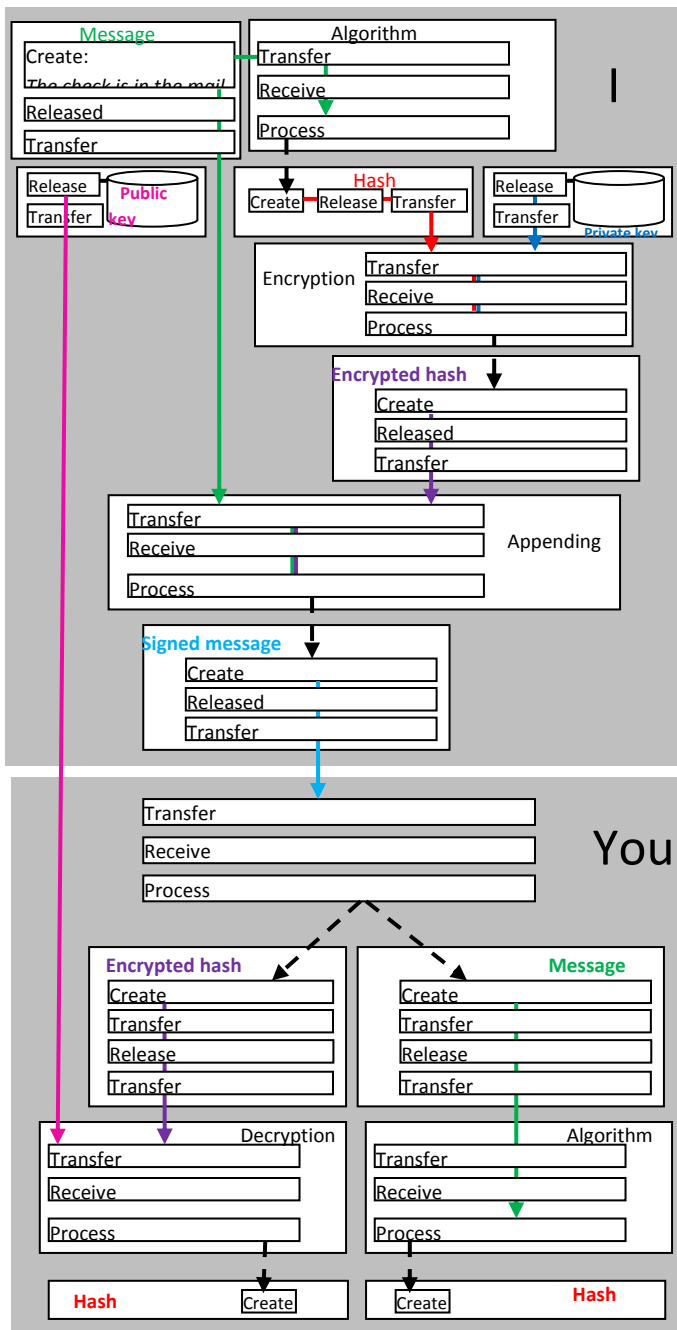 Message
Create:
The check is in the mail
Released
Transfer
Algorithm
Transfer
Receive
Process
I
Release
Transfer
Public
key
Hash
Create
Release
Transfer
Release
Transfer
Private key
Encryption
Transfer
Receive
Process
Encrypted hash
Create
Released
Transfer
Transfer
Receive
Process
Appending
Signed message
Create
Released
Transfer
You
Transfer
Receive
Process
Encrypted hash
Create
Transfer
Release
Transfer
Message
Create
Transfer
Release
Transfer
Decryption
Transfer
Receive
Process
Algorithm
Transfer
Receive
Process
Hash
Create
Create
Hash